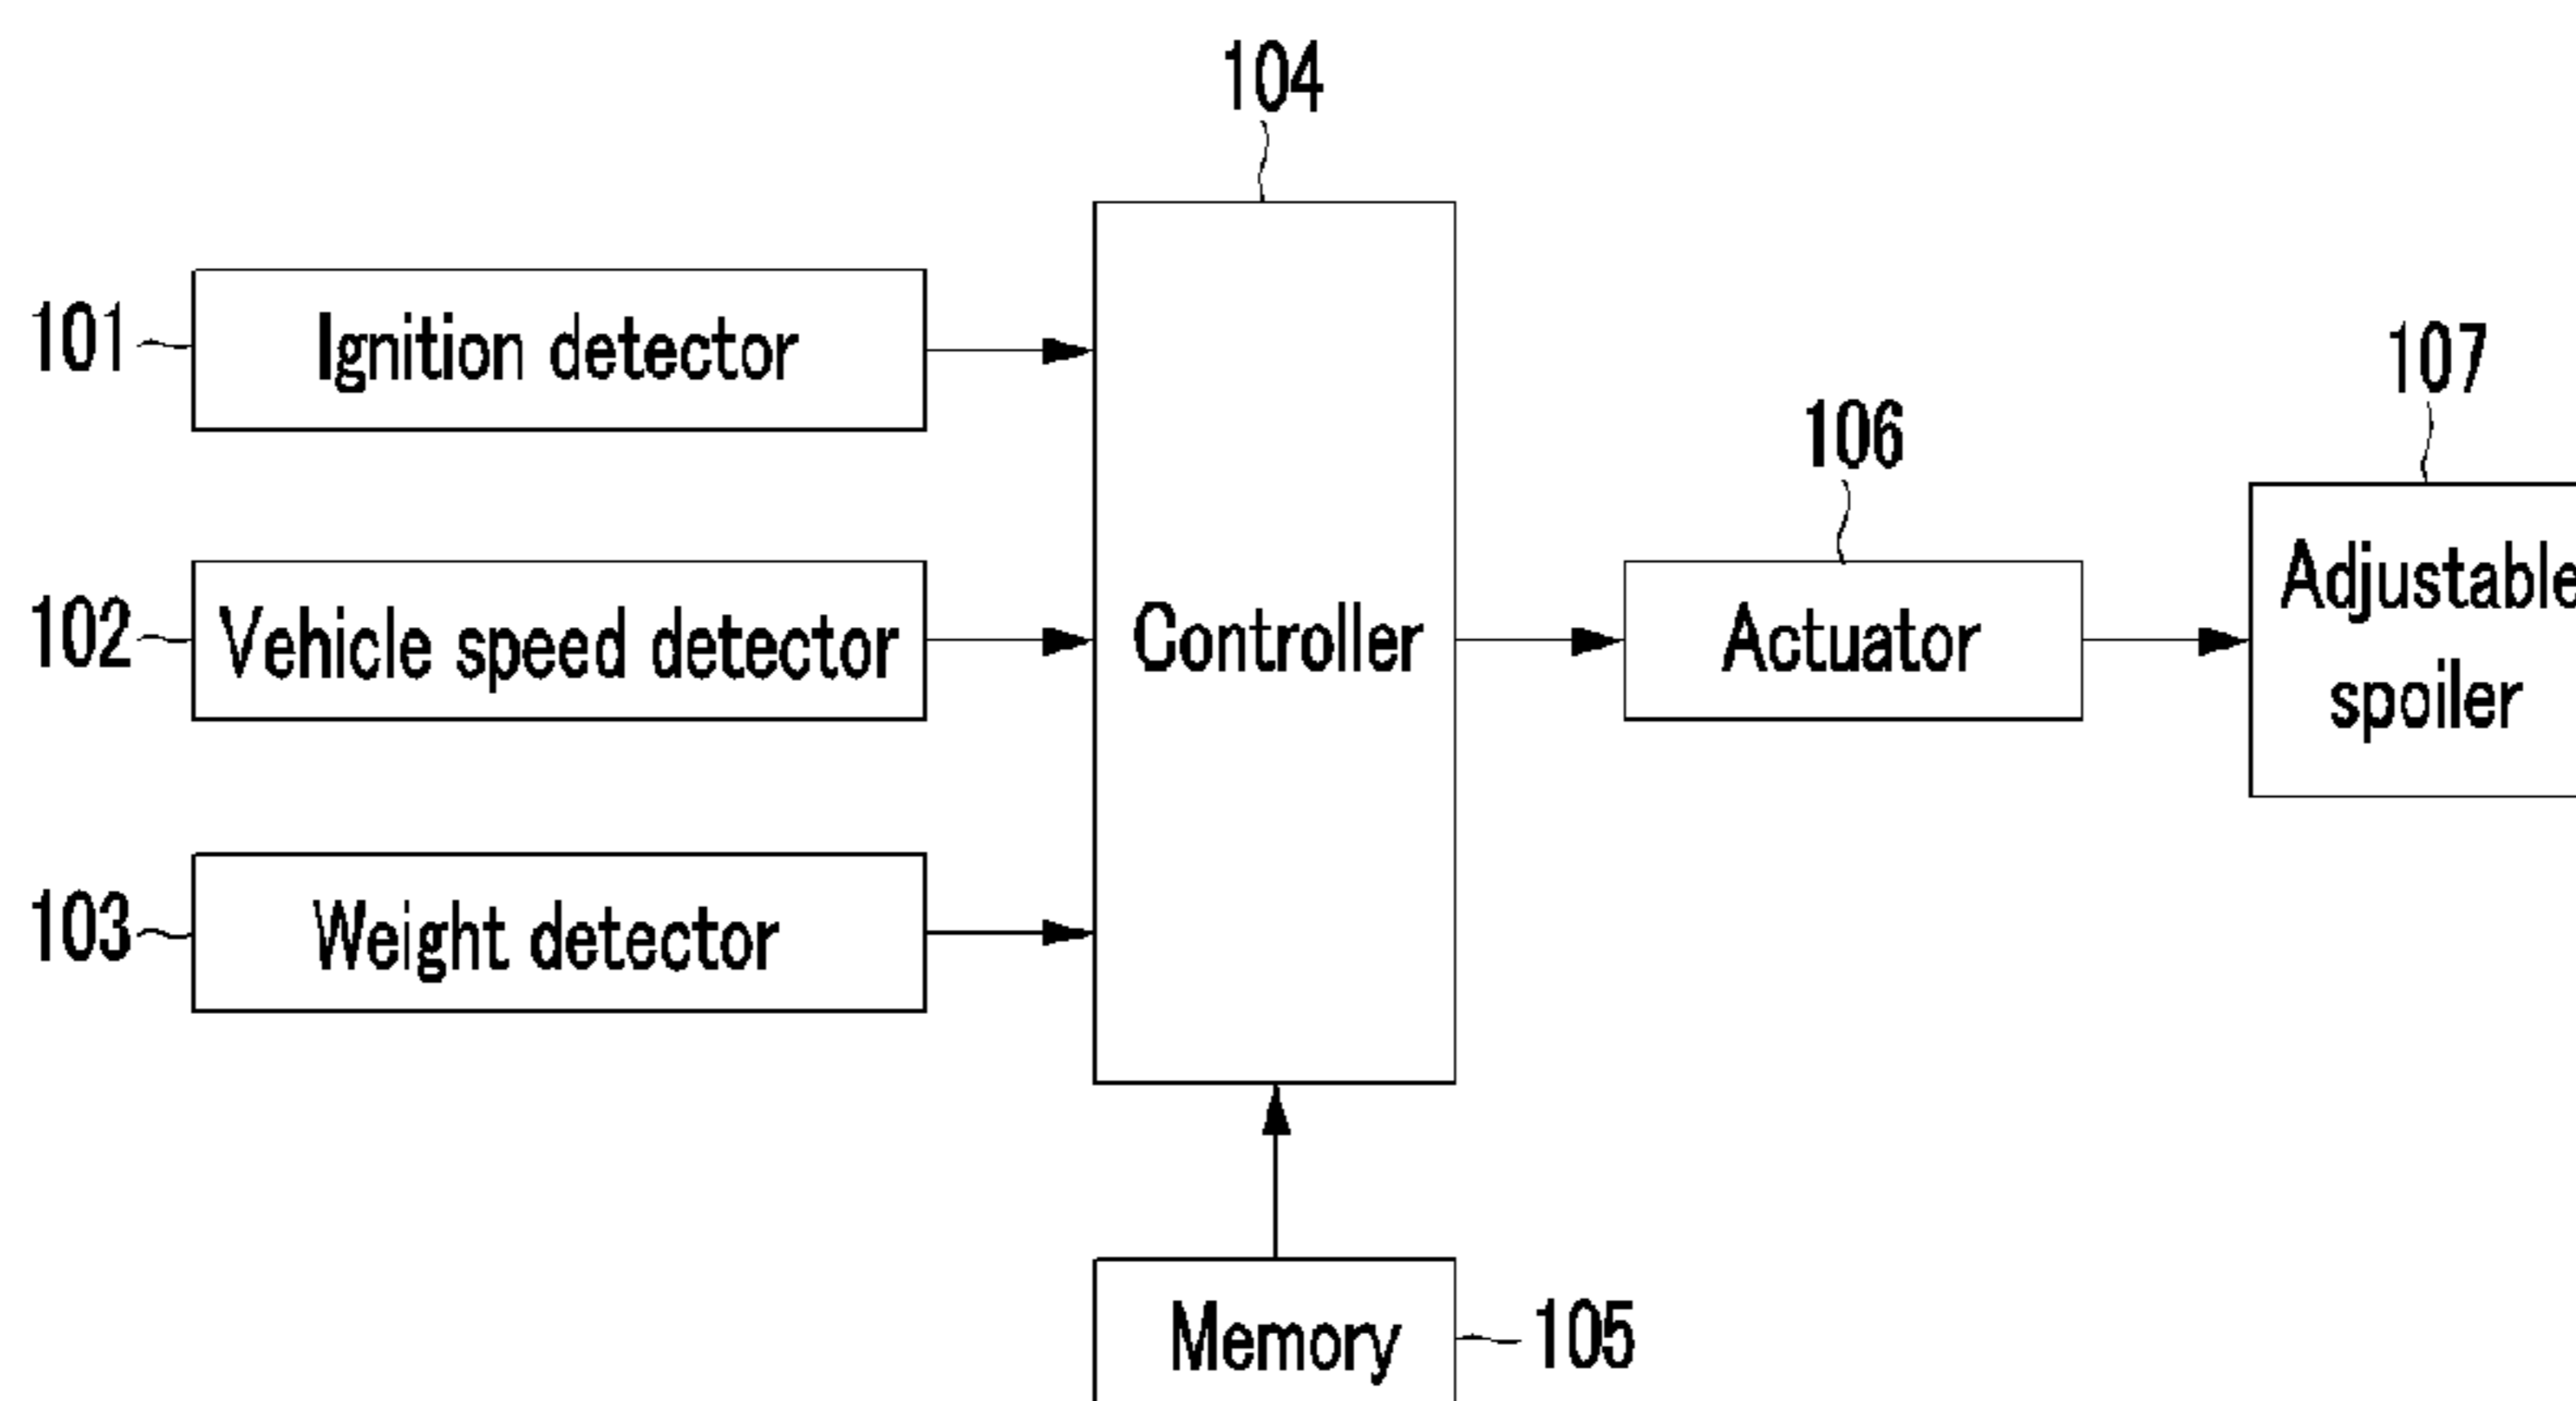 104
101 Ignition detector
107
106
102 Vehicle speed detector
Controller
Actuator
Adjustable
spoiler
103 Weight detector
Memory 105